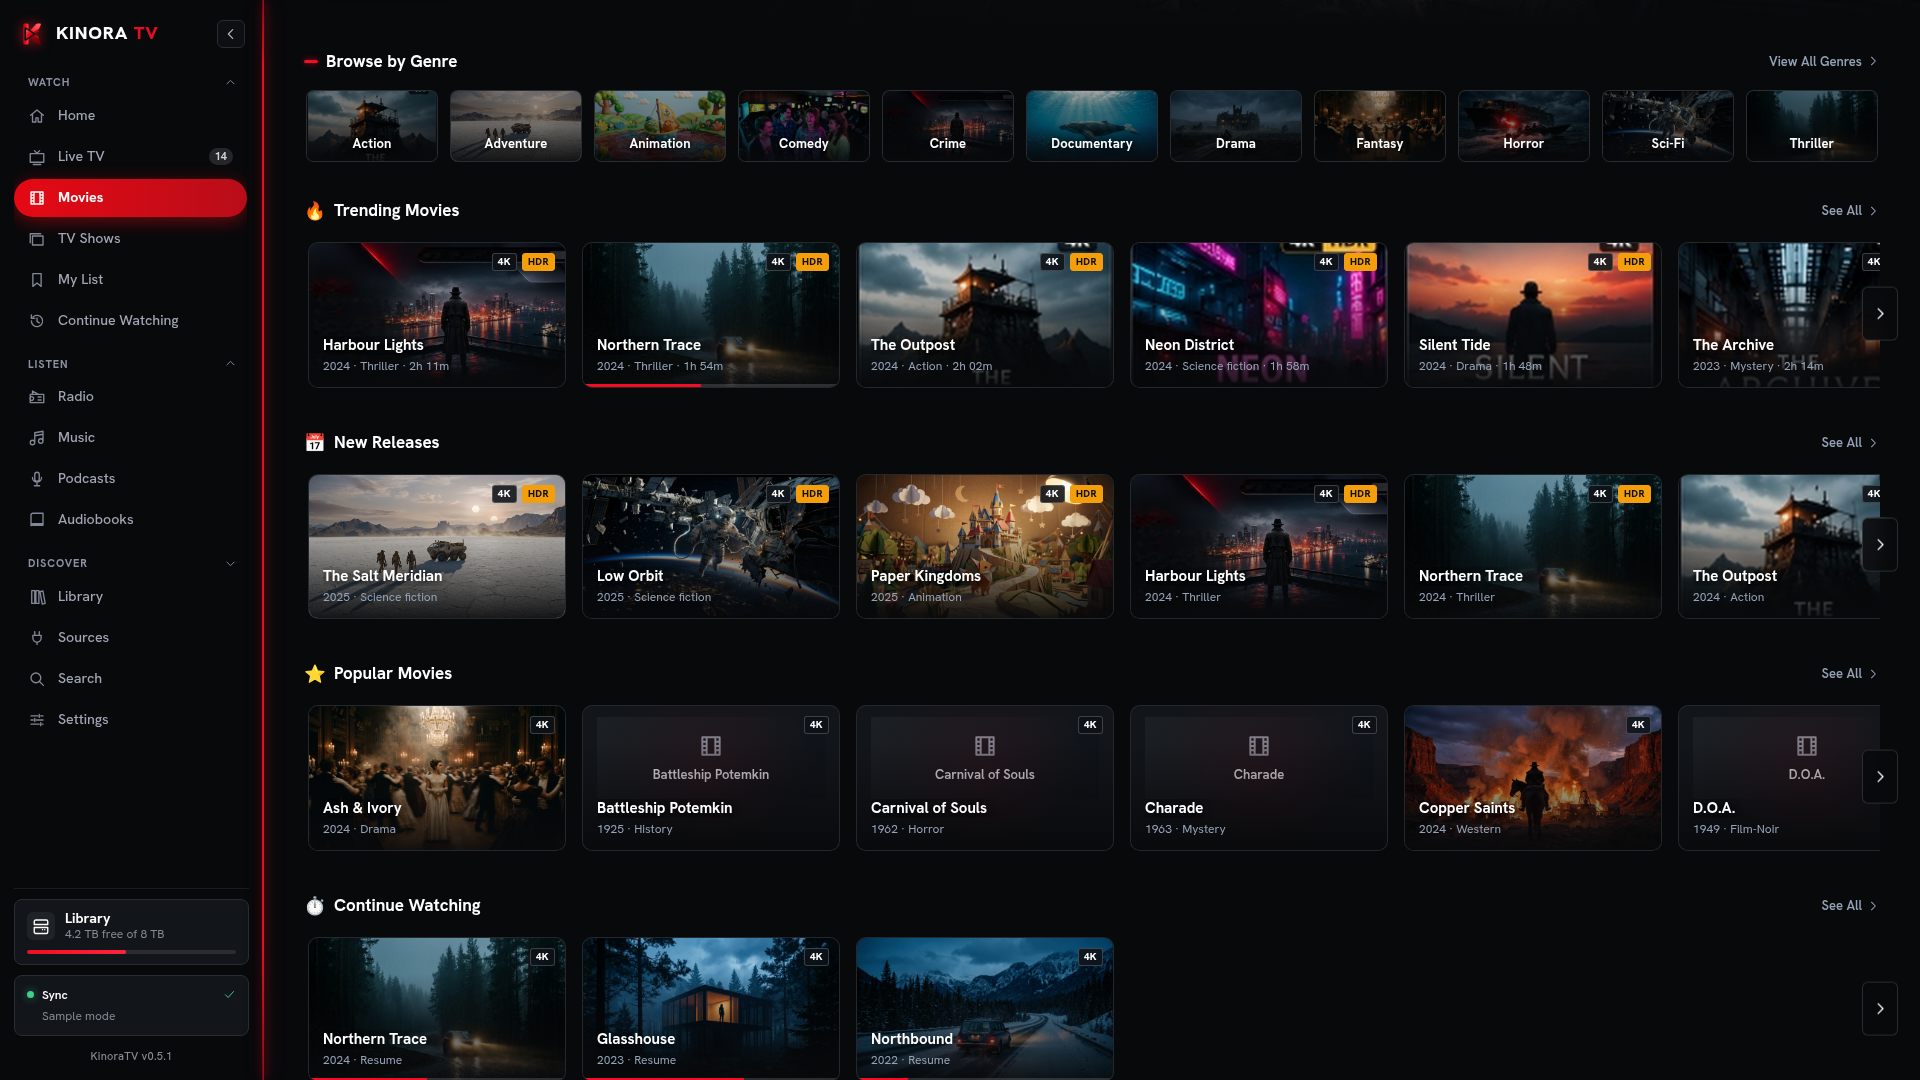 KINORA TV
WATCH
Home
Live TV 14
Movies
TV Shows
My List
Continue Watching
LISTEN
Radio
Music
Podcasts
Audiobooks
DISCOVER
Library
Sources
Search
Settings
Library
4.2 TB free of 8 TB
Sync
Sample mode
KinoraTV v0.5.1
Browse by Genre
View All Genres
Action
Adventure
Animation
Comedy
Crime
Documentary
Drama
Fantasy
Horror
Sci-Fi
Thriller
Trending Movies
See All
4K HDR
Harbour Lights
2024 · Thriller · 2h 11m
4K HDR
Northern Trace
2024 · Thriller · 1h 54m
4K HDR
The Outpost
2024 · Action · 2h 02m
THE
4K HDR
4K HDR
Neon District
2024 · Science fiction · 1h 58m
NEON
4K HDR
Silent Tide
2024 · Drama · 1h 48m
SILENT
4K
The Archive
2023 · Mystery · 2h 14m
THE
ARCHIVE
17
New Releases
See All
4K HDR
The Salt Meridian
2025 · Science fiction
4K HDR
Low Orbit
2025 · Science fiction
4K HDR
Paper Kingdoms
2025 · Animation
4K HDR
Harbour Lights
2024 · Thriller
4K HDR
Northern Trace
2024 · Thriller
4K
The Outpost
2024 · Action
THE
Popular Movies
See All
4K
Ash & Ivory
2024 · Drama
4K
Battleship Potemkin
Battleship Potemkin
1925 · History
4K
Carnival of Souls
Carnival of Souls
1962 · Horror
4K
Charade
Charade
1963 · Mystery
4K
Copper Saints
2024 · Western
D.O.A.
D.O.A.
1949 · Film-Noir
Continue Watching
See All
4K
Northern Trace
2024 · Resume
4K
Glasshouse
2023 · Resume
4K
Northbound
2022 · Resume